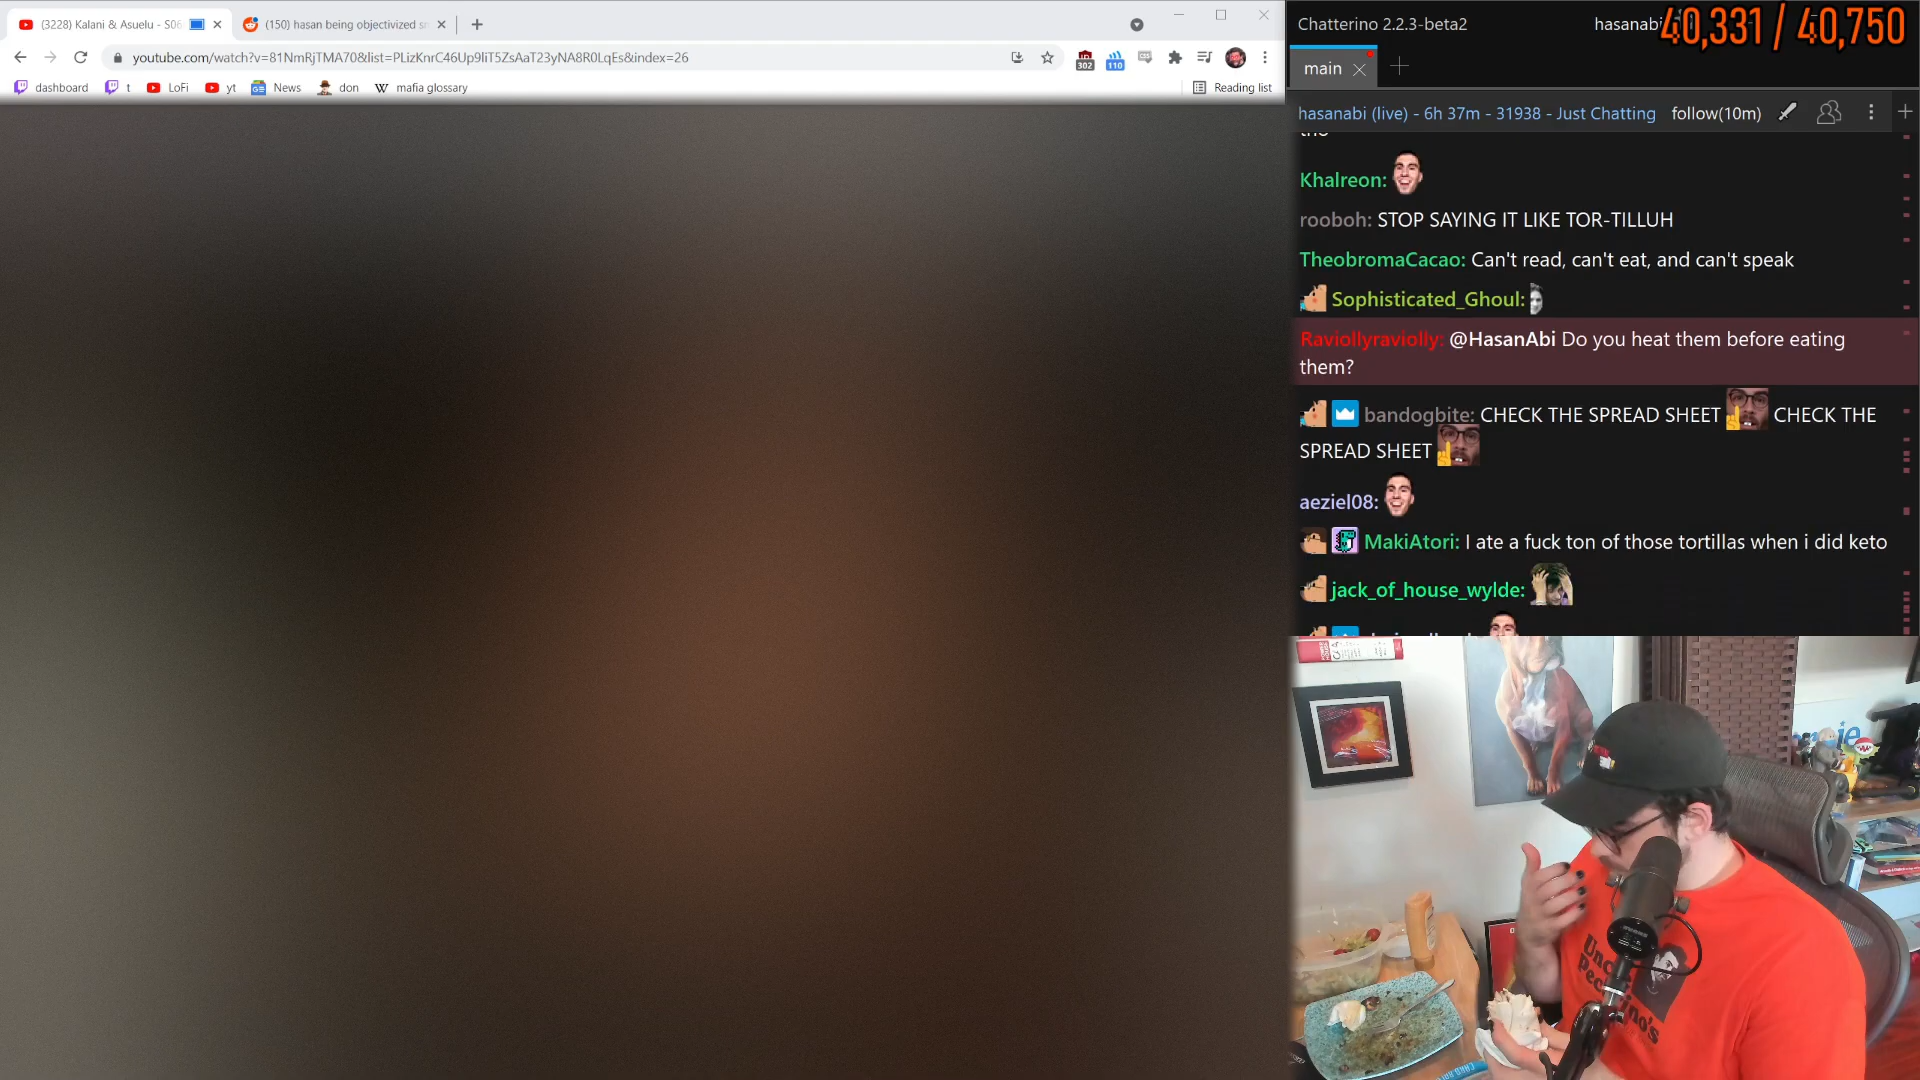 (3228) Kalani & Asuelu - S06
(150) hasan being objectivized
youtube.com/watch?v=81NmRjTMA70&list=PLizKnrC46Up9IiT5ZsAaT23yNA8R0LqEs&index=26
302
110
dashboard
t
LoFi
yt
News
don
mafia glossary
Reading list
Chatterino 2.2.3-beta2
hasanabi
40,331 / 40,750
main
hasanabi (live) - 6h 37m - 31938 - Just Chatting
follow(10m)
Khalreon:
rooboh: STOP SAYING IT LIKE TOR-TILLUH
TheobromaCacao: Can't read, can't eat, and can't speak
Sophisticated_Ghoul:
Raviollyraviolly: @HasanAbi Do you heat them before eating
them?
bandogbite: CHECK THE SPREAD SHEET CHECK THE
SPREAD SHEET
aeziel08:
MakiAtori: I ate a fuck ton of those tortillas when i did keto
jack_of_house_wylde: